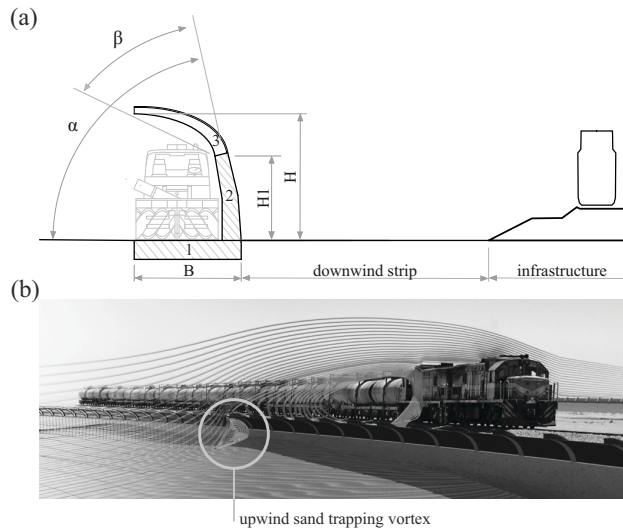 (a)
β
α
3
2
H1
H
1
B
downwind strip
infrastructure
(b)
upwind sand trapping vortex